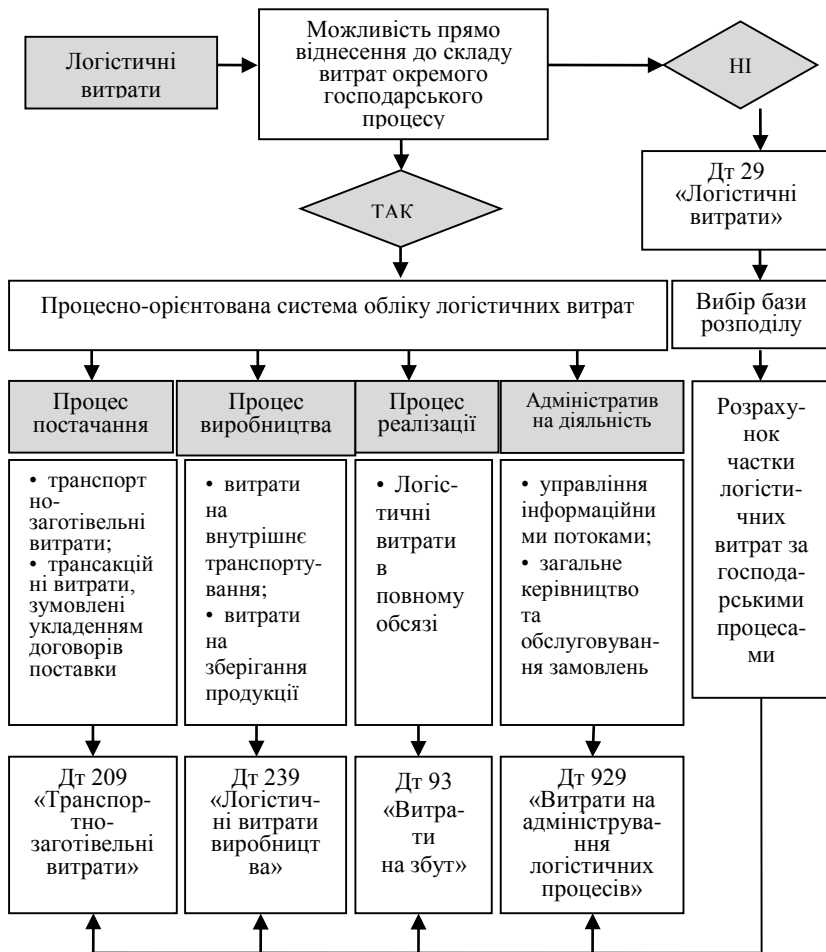 Логістичні
витрати
Можливість прямо
віднесення до складу
витрат окремого
господарського
процесу
НІ
ТАК
Дт 29
«Логістичні
витрати»
Процесно-орієнтована система обліку логістичних витрат
Вибір бази
розподілу
Процес
постачання
Процес
виробництва
Процес
реалізації
Адміністратив
на діяльність
• транспорт
но-
заготівельні
витрати;
• трансакцій
ні витрати,
зумовлені
укладенням
договорів
поставки
• витрати
на
внутрішнє
транспорту-
вання;
• витрати
на
зберігання
продукції
• Логіс-
тичні
витрати
в
повному
обсязі
• управління
інформаційни
ми потоками;
• загальне
керівництво
та
обслуговуван
ня замовлень
Розраху-
нок
частки
логісти-
чних
витрат за
господа-
рськими
процеса-
ми
Дт 209
«Транспор-
тно-
заготівельні
витрати»
Дт 239
«Логістич-
ні витрати
виробницт
ва»
Дт 93
«Витра-
ти
на збут»
Дт 929
«Витрати на
адмініструва-
ння
логістичних
процесів»